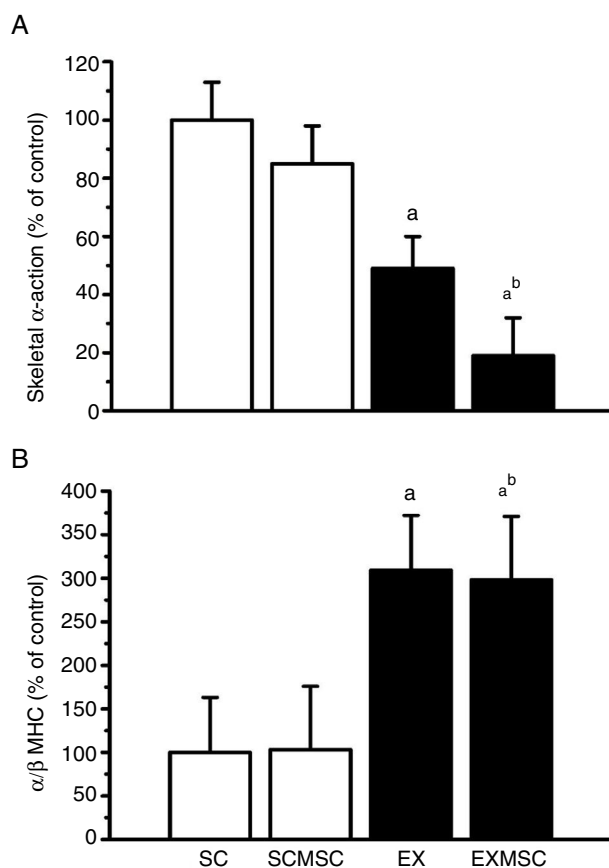 A
Skeletal α-action (% of control)
120
100
80
60
40
20
0
a
a b
B
α/β MHC (% of control)
400
350
300
250
200
150
100
50
0
a
a b
SC SCMSC EX EXMSC